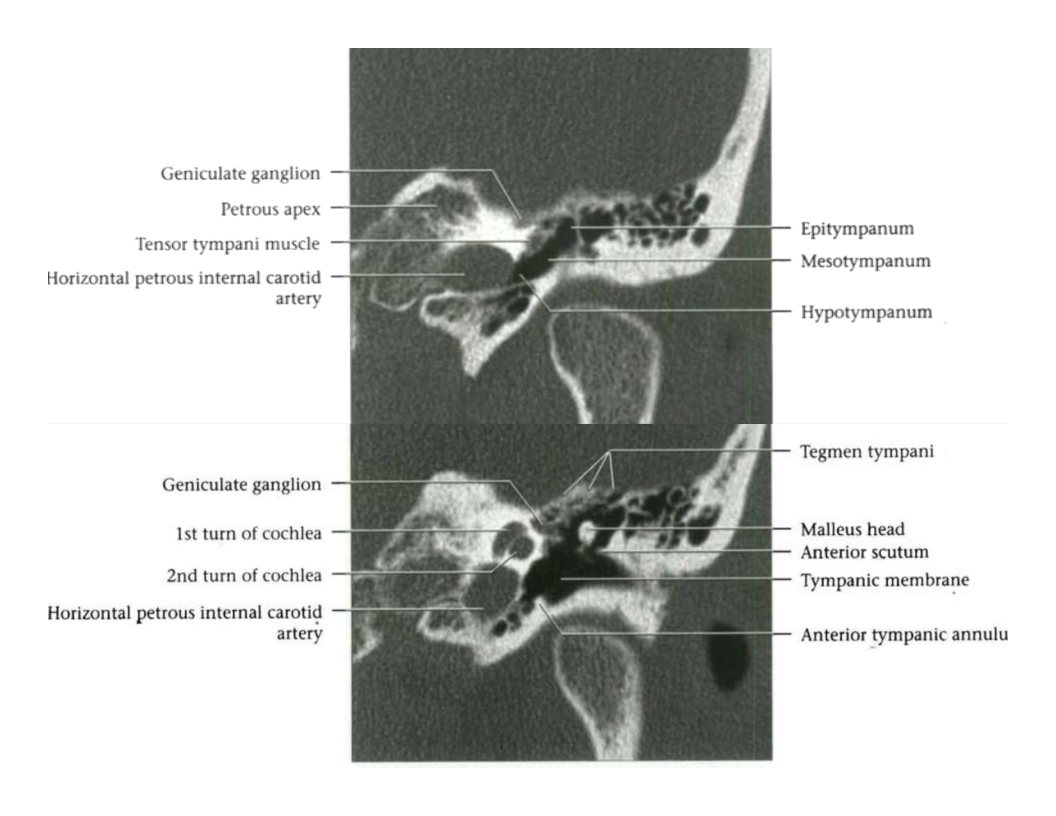 Geniculate ganglion
Petrous apex
Tensor tympani muscle
Horizontal petrous internal carotid
artery
Epitympanum
Mesotympanum
Hypotympanum
Geniculate ganglion
1st turn of cochlea
2nd turn of cochlea
Horizontal petrous internal carotid
artery
Tegmen tympani
Malleus head
Anterior scutum
Tympanic membrane
Anterior tympanic annulu